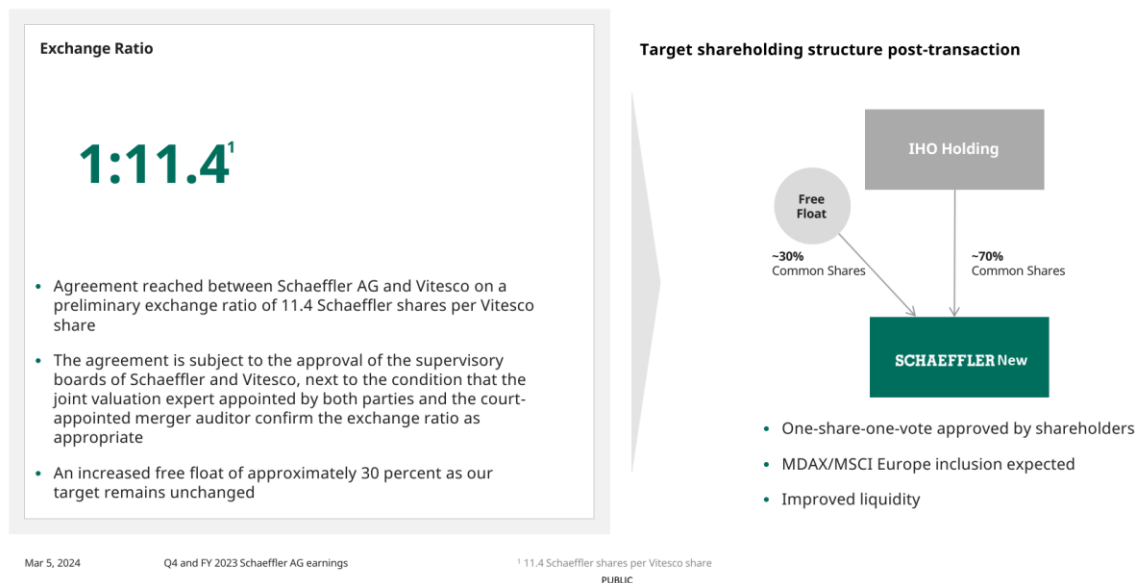 Exchange Ratio
1:11.4¹
• Agreement reached between Schaeffler AG and Vitesco on a
preliminary exchange ratio of 11.4 Schaeffler shares per Vitesco
share
• The agreement is subject to the approval of the supervisory
boards of Schaeffler and Vitesco, next to the condition that the
joint valuation expert appointed by both parties and the court-
appointed merger auditor confirm the exchange ratio as
appropriate
• An increased free float of approximately 30 percent as our
target remains unchanged
Target shareholding structure post-transaction
IHO Holding
Free
Float
~30%
Common Shares
~70%
Common Shares
SCHAEFFLER New
• One-share-one-vote approved by shareholders
• MDAX/MSCI Europe inclusion expected
• Improved liquidity
Mar 5, 2024
Q4 and FY 2023 Schaeffler AG earnings
¹ 11.4 Schaeffler shares per Vitesco share
PUBLIC